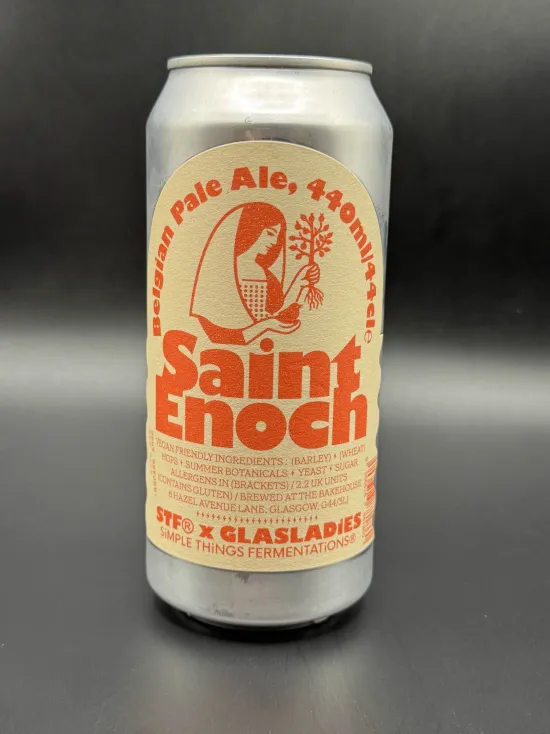 Belgian Pale Ale, 440ml/44cl e
Saint
Enoch
VEGAN FRIENDLY INGREDIENTS: (BARLEY) + (WHEAT)
HOPS + SUMMER BOTANICALS + YEAST + SUGAR
ALLERGENS IN (BRACKETS) / 2.2 UK UNITS
(CONTAINS GLUTEN) / BREWED AT THE BAKEHOUSE
6 HAZEL AVENUE LANE, GLASGOW, G44/3LJ
STF® X GLASLADiES
SiMPLE THiNGS FERMENTATiONS®